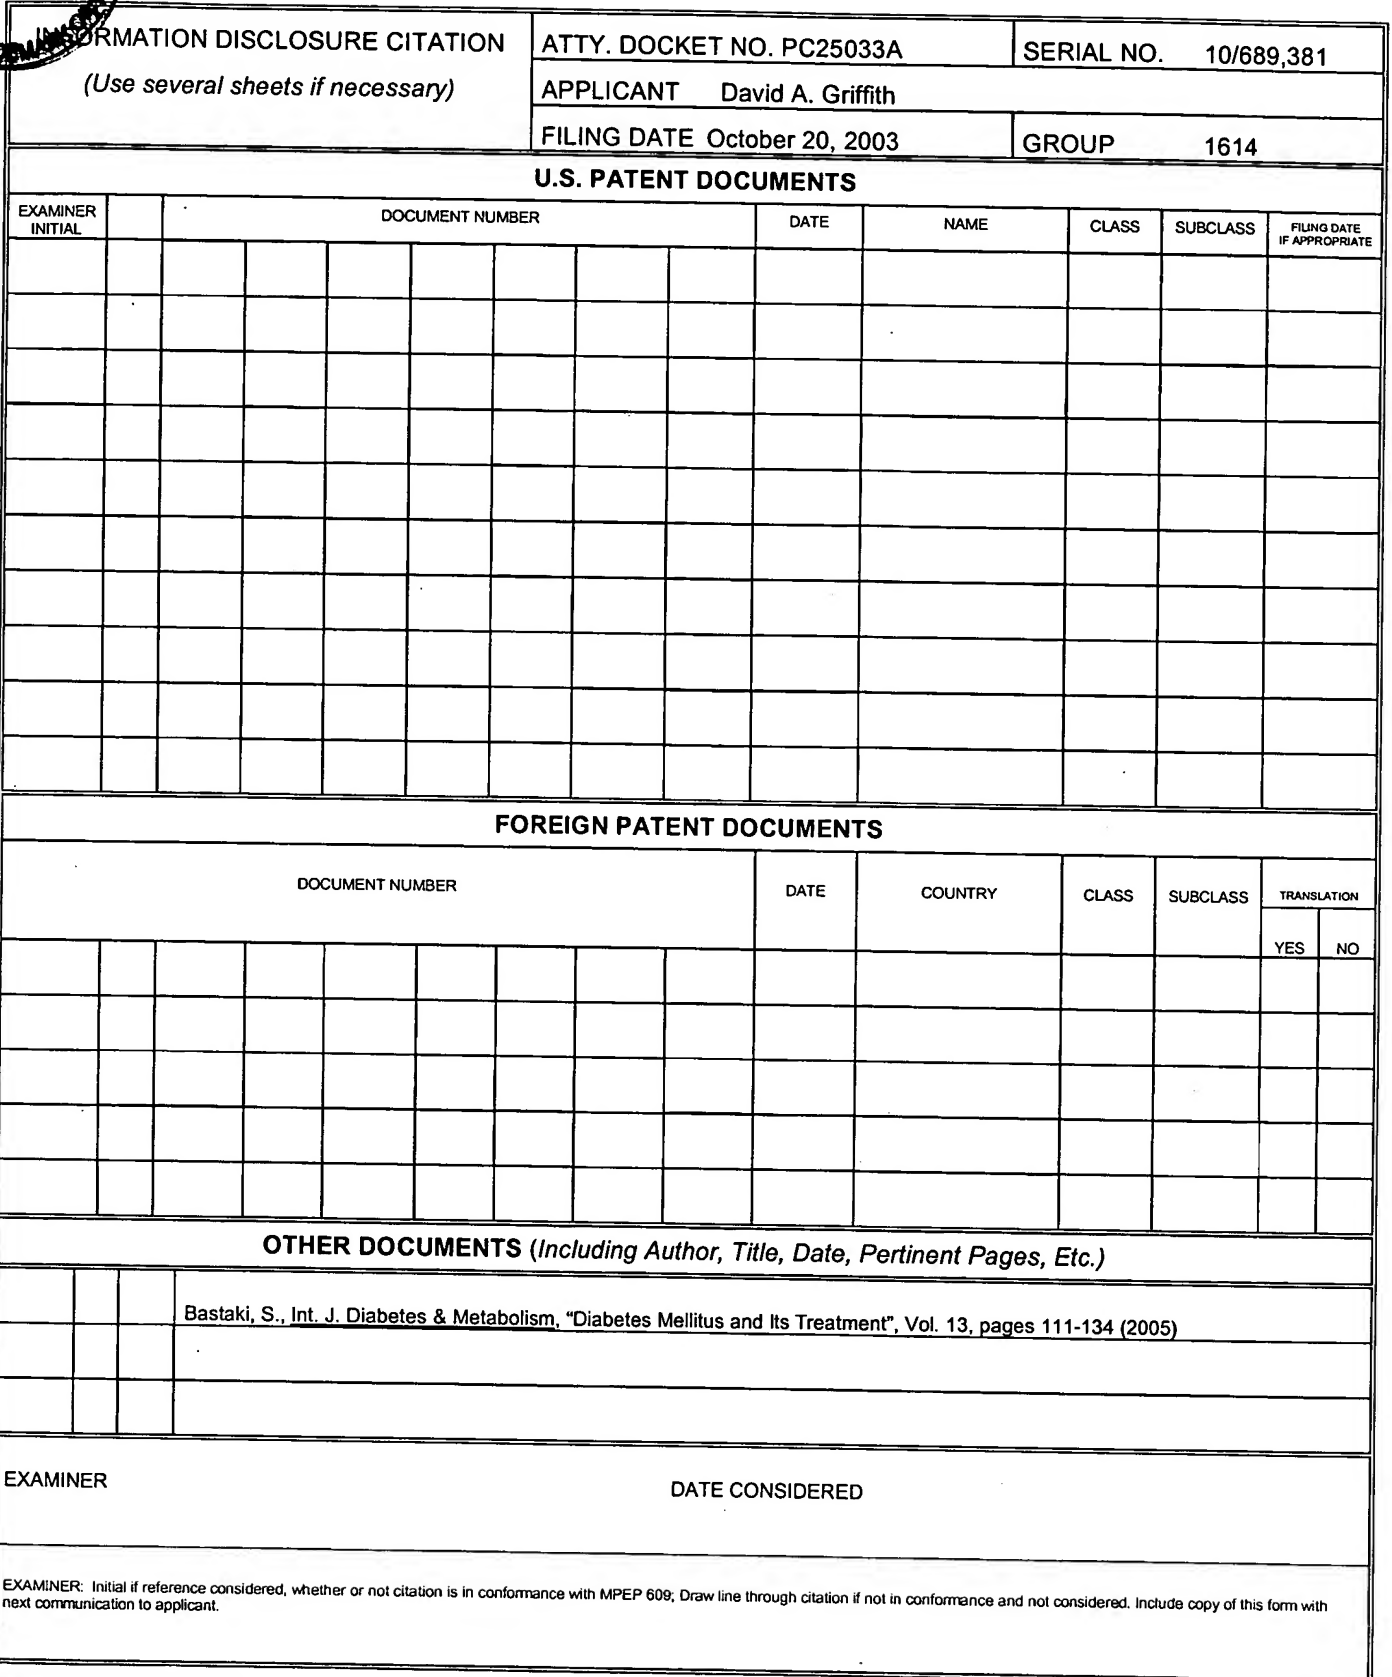 RMATION DISCLOSURE CITATION
(Use several sheets if necessary)
ATTY. DOCKET NO. PC25033A
SERIAL NO. 10/689,381
APPLICANT David A. Griffith
FILING DATE October 20, 2003
GROUP 1614
U.S. PATENT DOCUMENTS
EXAMINER
INITIAL
DOCUMENT NUMBER
DATE
NAME
CLASS
SUBCLASS
FILING DATE
IF APPROPRIATE
FOREIGN PATENT DOCUMENTS
DOCUMENT NUMBER
DATE
COUNTRY
CLASS
SUBCLASS
TRANSLATION
YES
NO
OTHER DOCUMENTS (Including Author, Title, Date, Pertinent Pages, Etc.)
Bastaki, S., Int. J. Diabetes & Metabolism, “Diabetes Mellitus and Its Treatment”, Vol. 13, pages 111-134 (2005)
EXAMINER
DATE CONSIDERED
EXAMINER: Initial if reference considered, whether or not citation is in conformance with MPEP 609; Draw line through citation if not in conformance and not considered. Include copy of this form with
next communication to applicant.